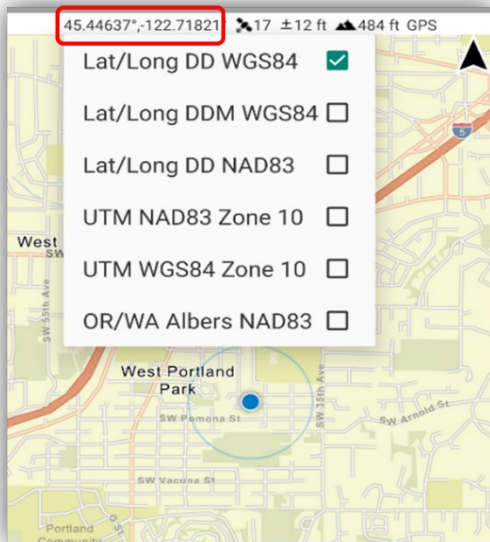 45.44637°,-122.71821° 17 ±12 ft 484 ft GPS
Lat/Long DD WGS84
Lat/Long DDM WGS84
Lat/Long DD NAD83
UTM NAD83 Zone 10
UTM WGS84 Zone 10
OR/WA Albers NAD83
5
West
SW
SW 55th Ave
West Portland
Park
SW Pomona St
SW 35th Ave
SW Arnold St
SW Vacuna St
Portland
Community
G St